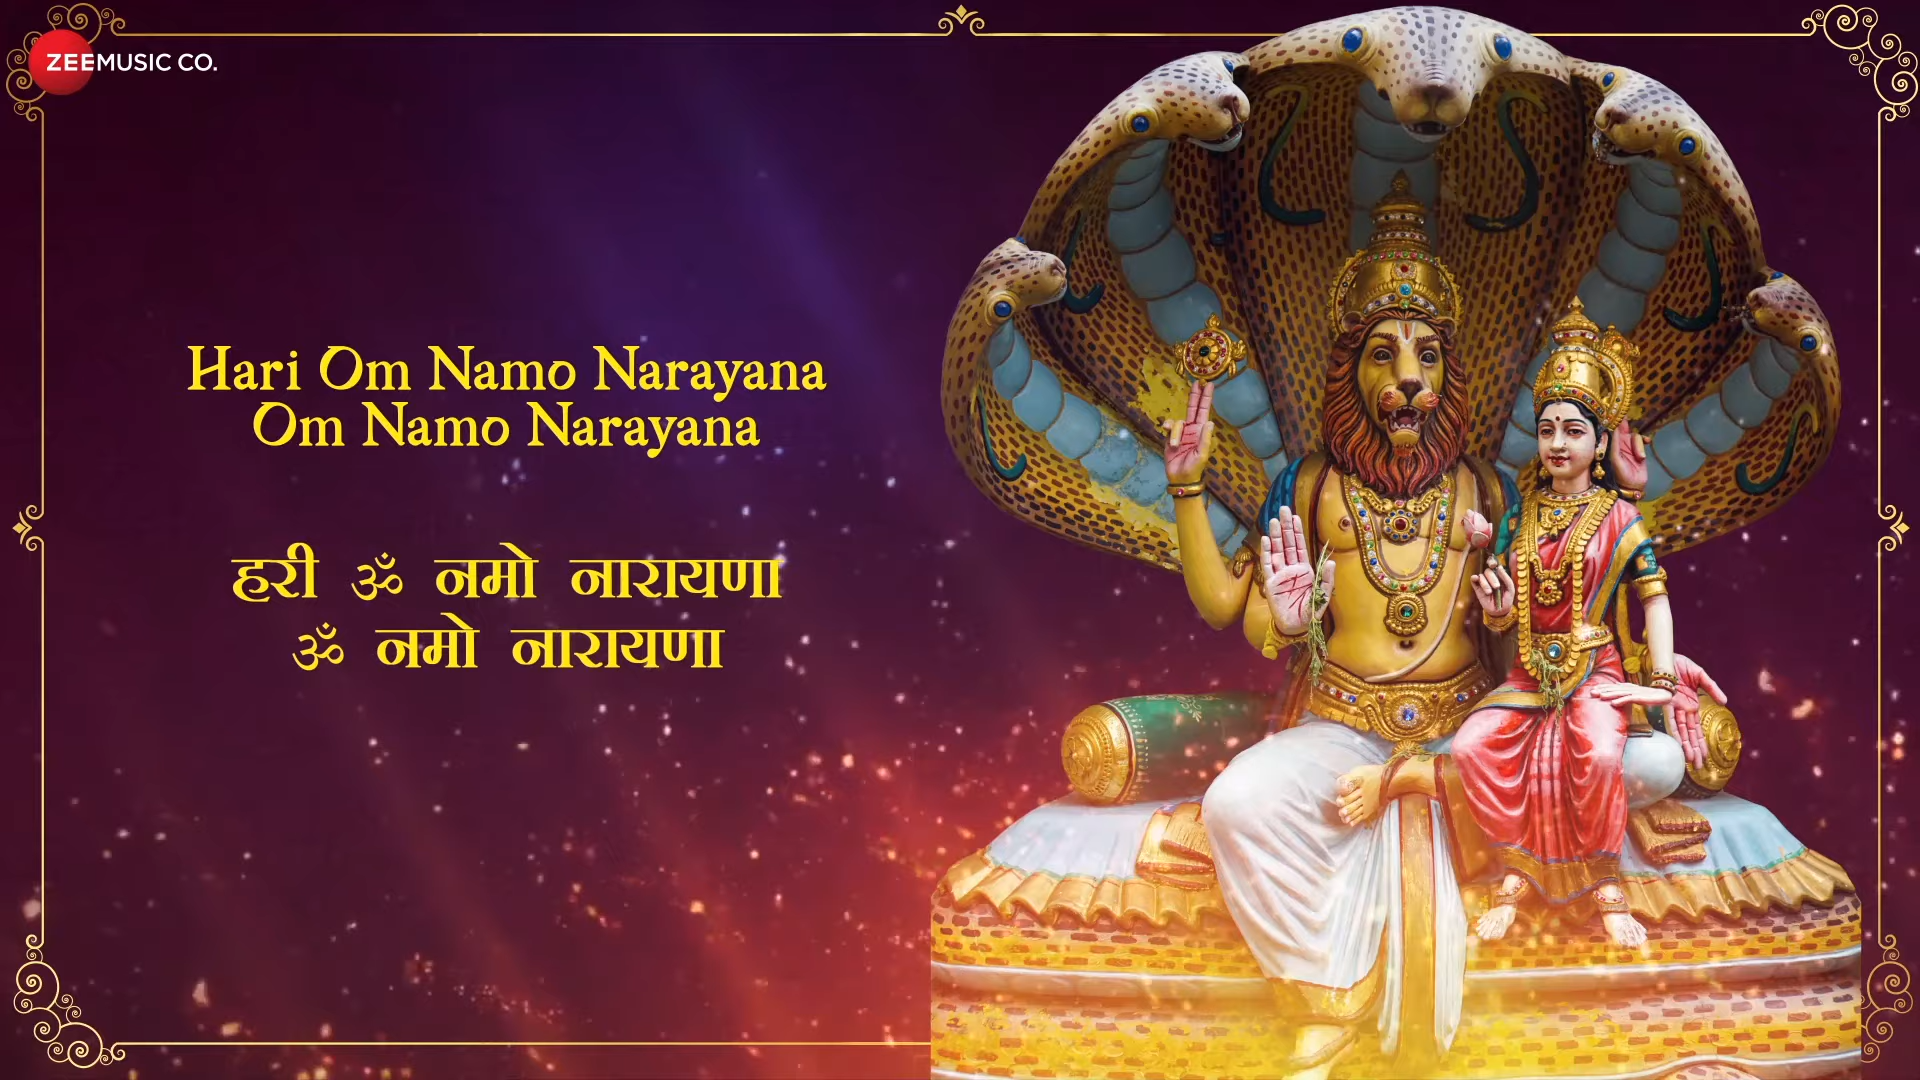 ZEEMUSIC CO.
Hari Om Namo Narayana
Om Namo Narayana
हरी ॐ नमो नारायणा
ॐ नमो नारायणा